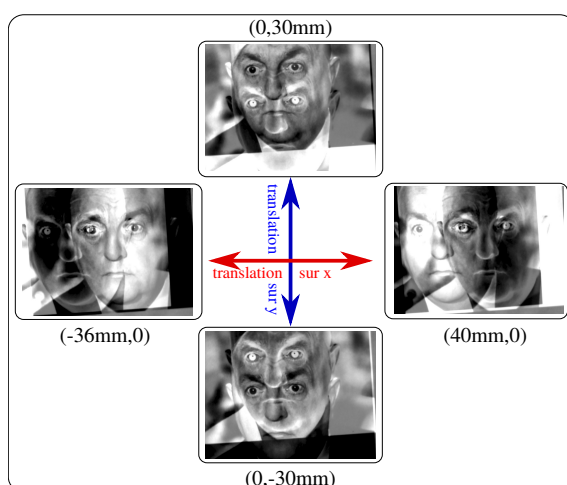 (0,30mm)
translation
translation sur x
sur y
(-36mm,0)
(40mm,0)
(0,-30mm)